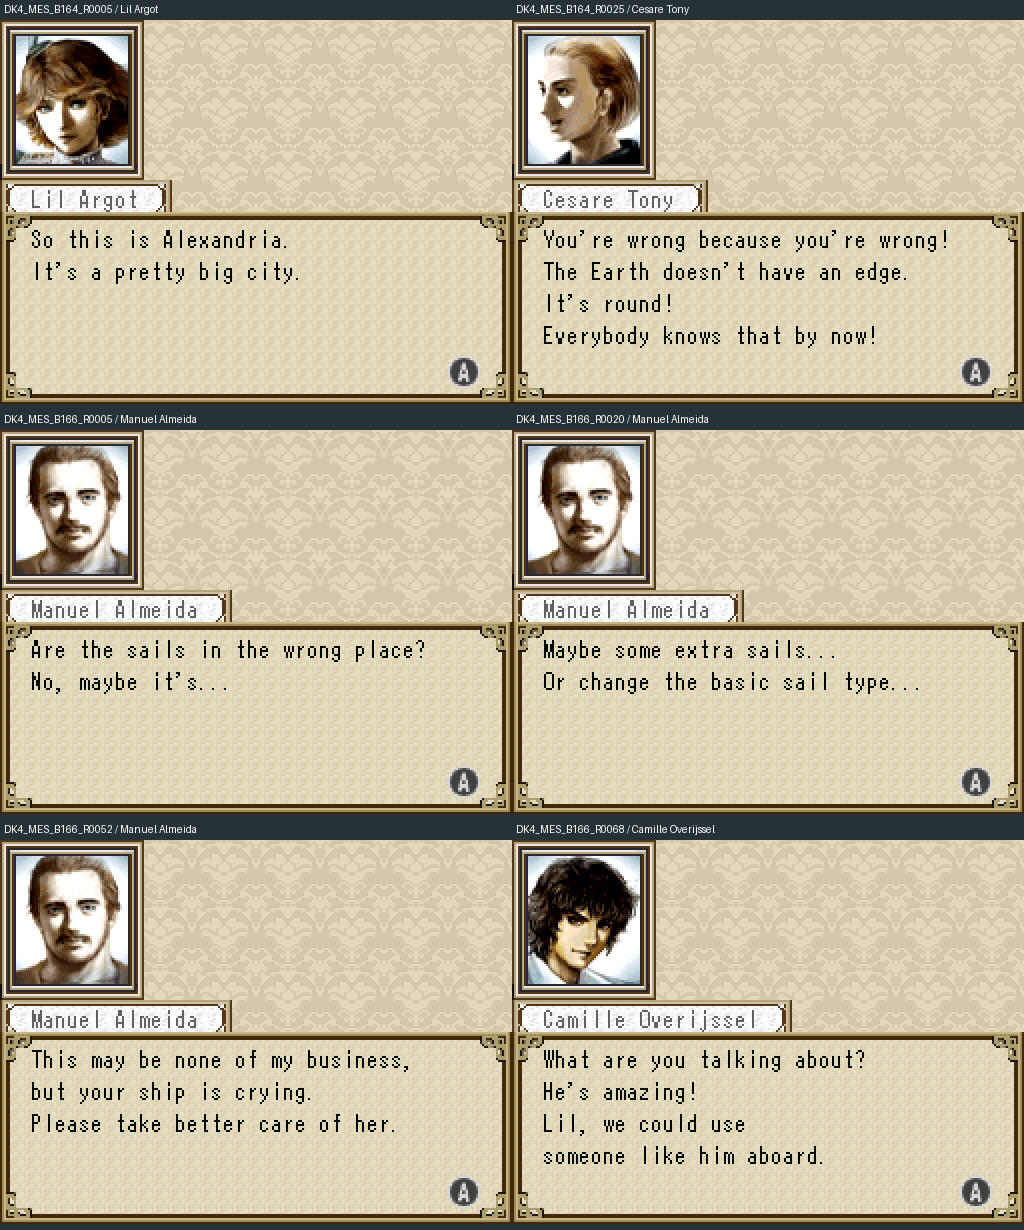 DK4_MES_B164_R0005 / Lil Argot
Lil Argot
So this is Alexandria.
It's a pretty big city.
A
DK4_MES_B164_R0025 / Cesare Tony
Cesare Tony
You're wrong because you're wrong!
The Earth doesn't have an edge.
It's round!
Everybody knows that by now!
A
DK4_MES_B166_R0005 / Manuel Almeida
Manuel Almeida
Are the sails in the wrong place?
No, maybe it's...
A
DK4_MES_B166_R0020 / Manuel Almeida
Manuel Almeida
Maybe some extra sails...
Or change the basic sail type...
A
DK4_MES_B166_R0052 / Manuel Almeida
Manuel Almeida
This may be none of my business,
but your ship is crying.
Please take better care of her.
A
DK4_MES_B166_R0068 / Camille Overijssel
Camille Overijssel
What are you talking about?
He's amazing!
Lil, we could use
someone like him aboard.
A